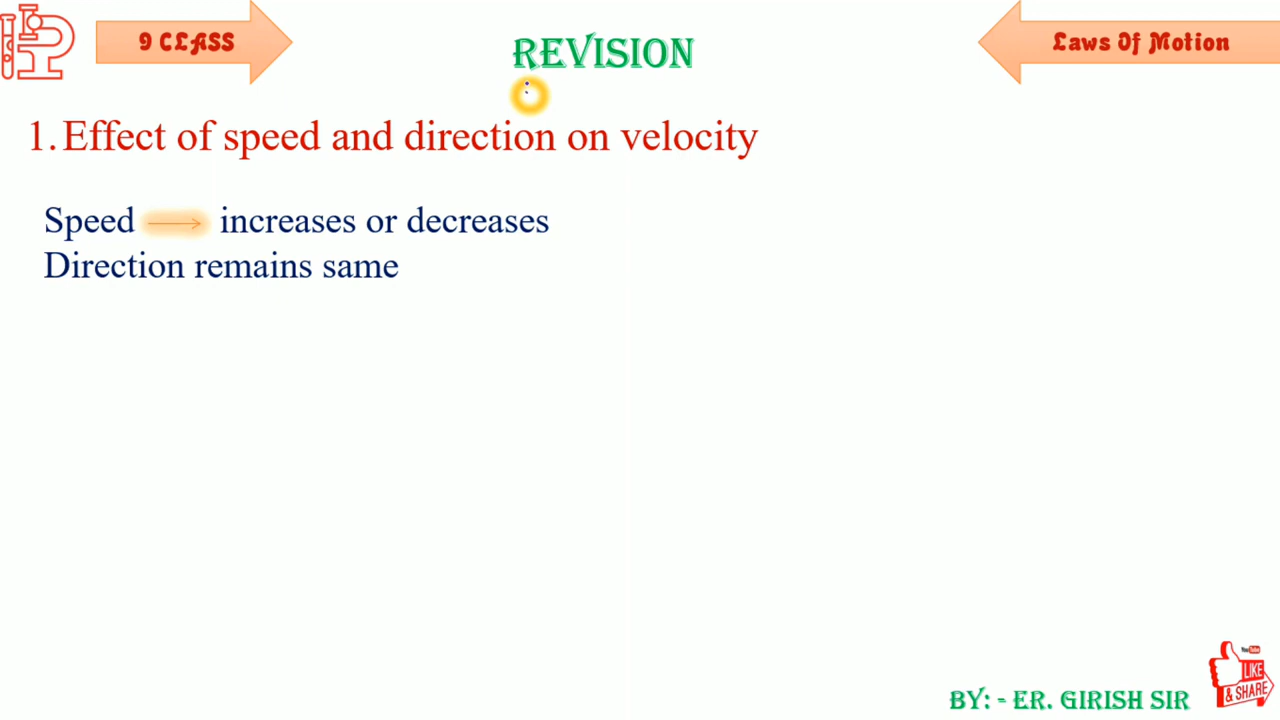 9 CLASS
REVISION
Laws Of Motion
1. Effect of speed and direction on velocity
Speed → increases or decreases
Direction remains same
YouTube
LIKE
& SHARE
BY: - ER. GIRISH SIR